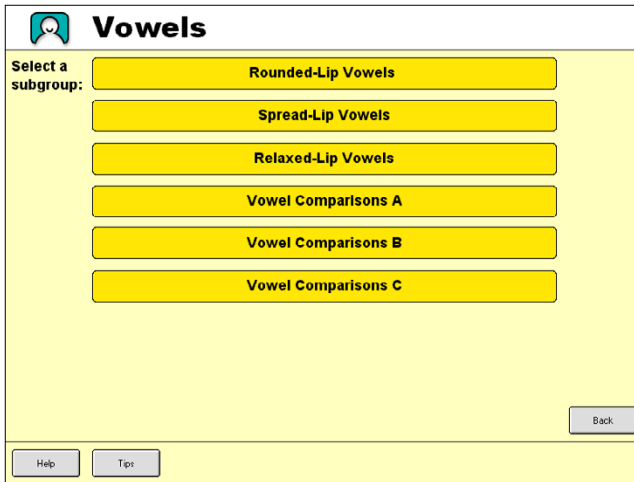 Vowels
Select a
subgroup:
Rounded-Lip Vowels
Spread-Lip Vowels
Relaxed-Lip Vowels
Vowel Comparisons A
Vowel Comparisons B
Vowel Comparisons C
Back
Help
Tips